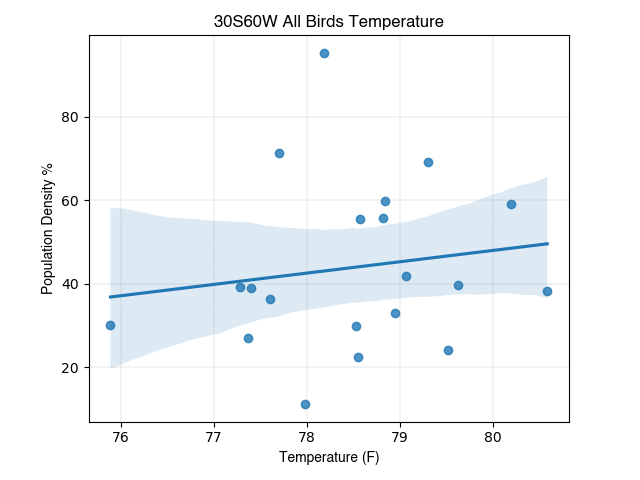 30S60W All Birds Temperature
Population Density %
80
60
40
20
76 77 78 79 80
Temperature (F)